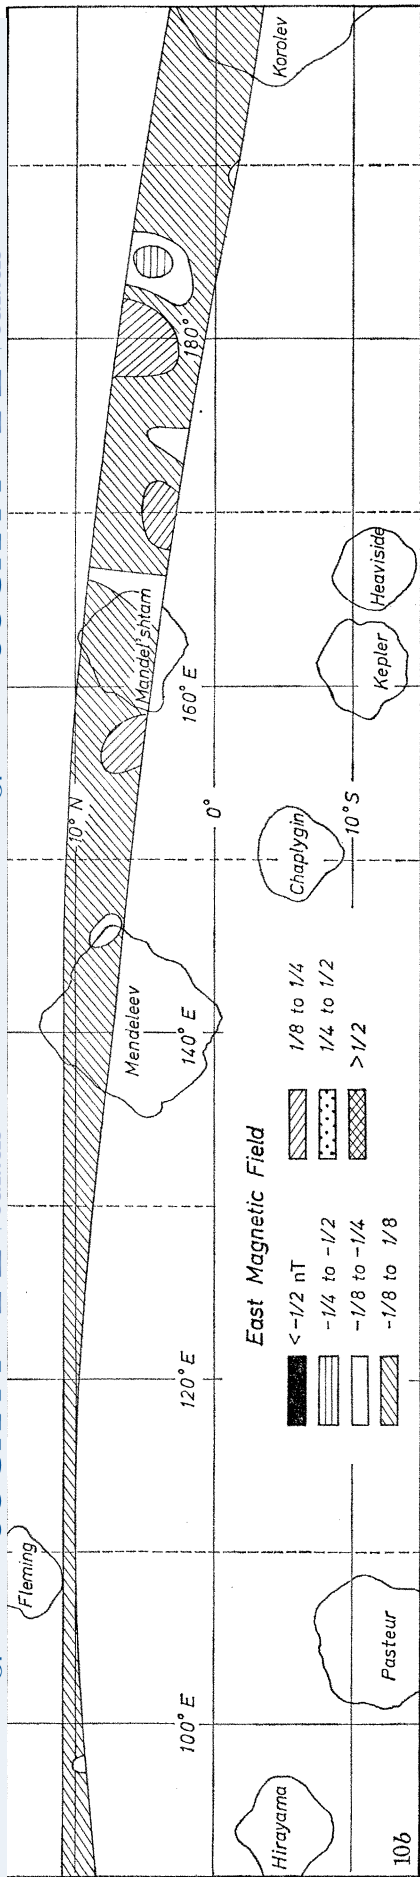 Fleming
Hirayama
Pasteur
Mendeleev
Mandel'shtam
Chaplygin
Kepler
Heaviside
Korolev
10° N
0°
10° S
100° E
120° E
140° E
160° E
180°
East Magnetic Field
< -1/2 nT
-1/4 to -1/2
-1/8 to -1/4
-1/8 to 1/8
1/8 to 1/4
1/4 to 1/2
>1/2
10b